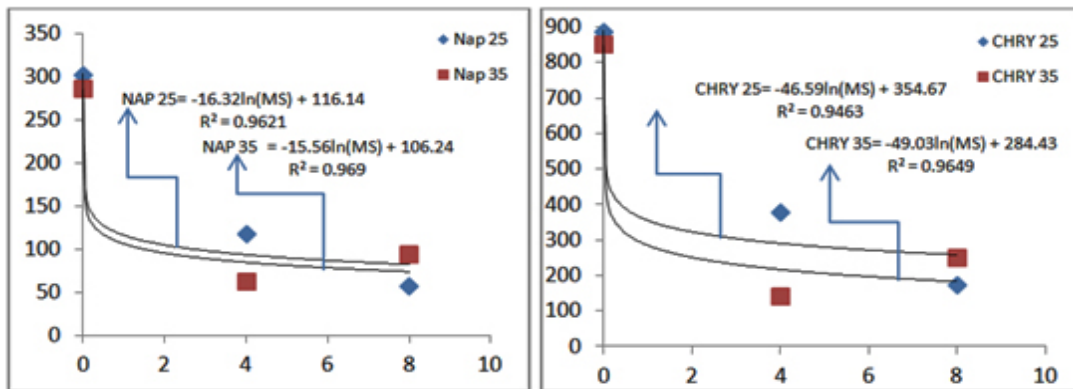 350
300
250
200
150
100
50
0
0 2 4 6 8 10
Nap 25
Nap 35
NAP 25= -16.32ln(MS) + 116.14
R² = 0.9621
NAP 35 = -15.56ln(MS) + 106.24
R² = 0.969
900
800
700
600
500
400
300
200
100
0
0 2 4 6 8 10
CHRY 25
CHRY 35
CHRY 25= -46.59ln(MS) + 354.67
R² = 0.9463
CHRY 35= -49.03ln(MS) + 284.43
R² = 0.9649